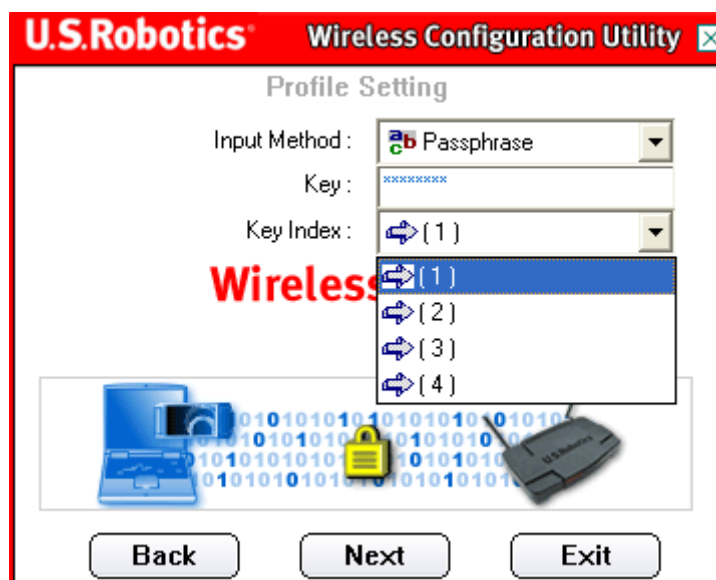 U.S.Robotics® Wireless Configuration Utility
Profile Setting
Input Method : Passphrase
Key : ********
Key Index : ( 1 )
Wireless
( 1 )
( 2 )
( 3 )
( 4 )
U.S.Robotics
Back Next Exit